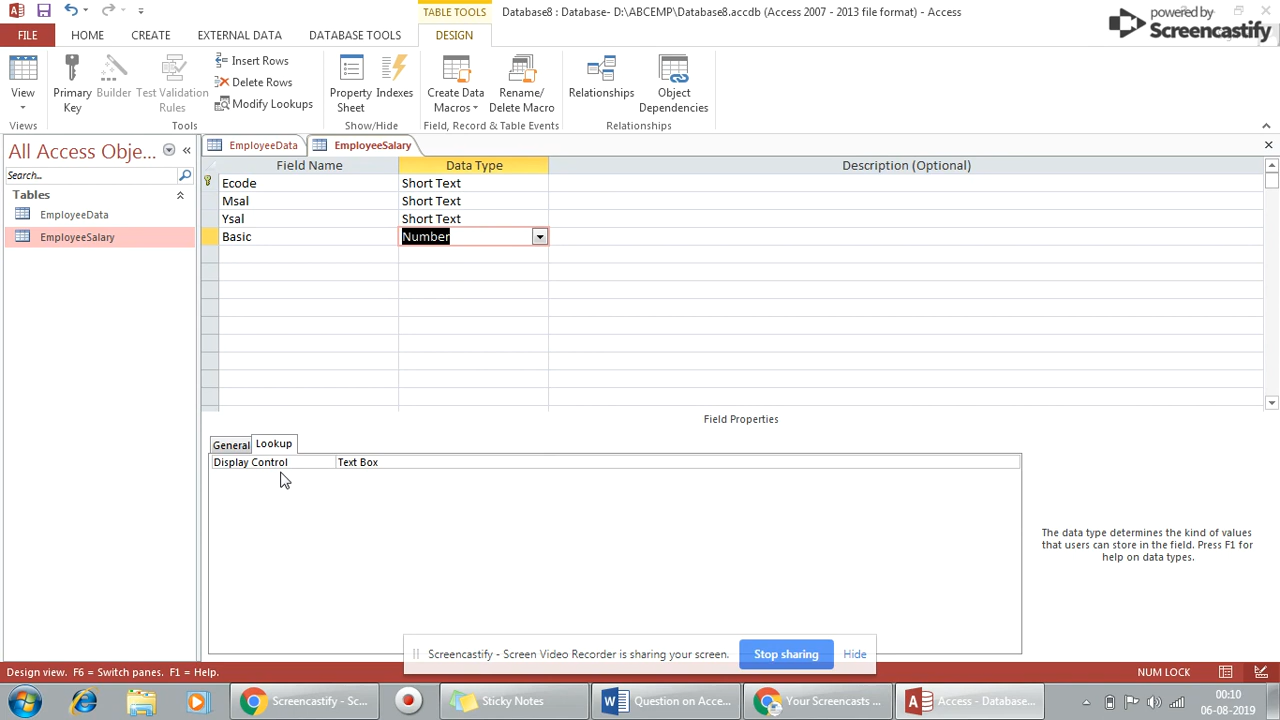 TABLE TOOLS
Database8 : Database- D:\ABCEMP\Database8.accdb (Access 2007 - 2013 file format) - Access
powered by
Screencastify
FILE HOME CREATE EXTERNAL DATA DATABASE TOOLS DESIGN
View
Primary Key
Builder
Test Validation Rules
Insert Rows
Delete Rows
Modify Lookups
Property Sheet
Indexes
Create Data Macros
Rename/ Delete Macro
Relationships
Object Dependencies
Views Tools Show/Hide Field, Record & Table Events Relationships
All Access Obje...
Search...
Tables
EmployeeData
EmployeeSalary
EmployeeData EmployeeSalary
Field Name Data Type Description (Optional)
Ecode Short Text
Msal Short Text
Ysal Short Text
Basic Number
Field Properties
General Lookup
Display Control Text Box
The data type determines the kind of values
that users can store in the field. Press F1 for
help on data types.
Screencastify - Screen Video Recorder is sharing your screen. Stop sharing Hide
Design view. F6 = Switch panes. F1 = Help. NUM LOCK
Screencastify - Sc...
Sticky Notes
Question on Acce...
Your Screencasts ...
Access - Database...
00:10
06-08-2019